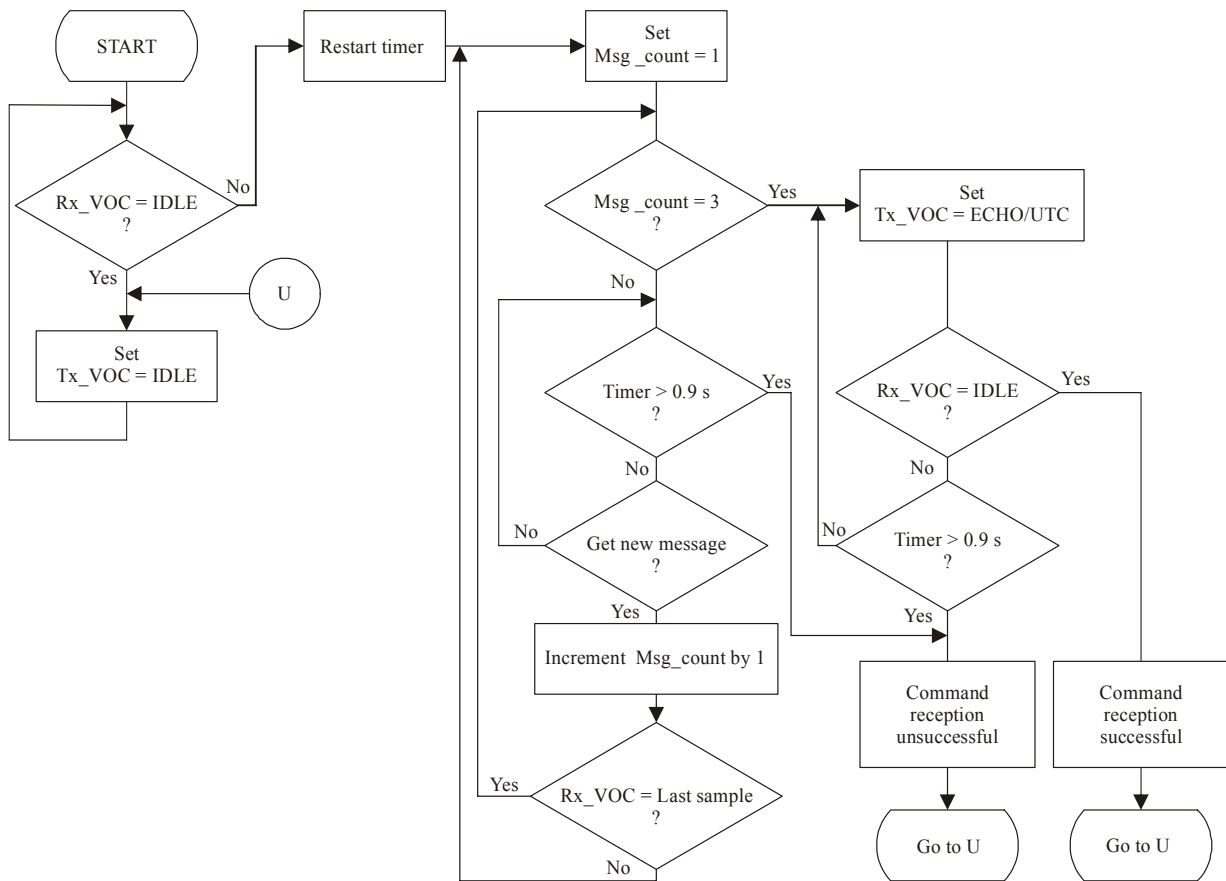 START
Restart timer
Set
Msg _count = 1
Rx_VOC = IDLE
?
No
Yes
U
Set
Tx_VOC = IDLE
Msg _count = 3
?
Yes
No
Set
Tx_VOC = ECHO/UTC
Timer > 0.9 s
?
Yes
No
Rx_VOC = IDLE
?
Yes
No
Get new message
?
No
Yes
Timer > 0.9 s
?
No
Yes
Increment Msg_count by 1
Rx_VOC = Last sample
?
Yes
No
Command
reception
unsuccessful
Command
reception
successful
Go to U
Go to U